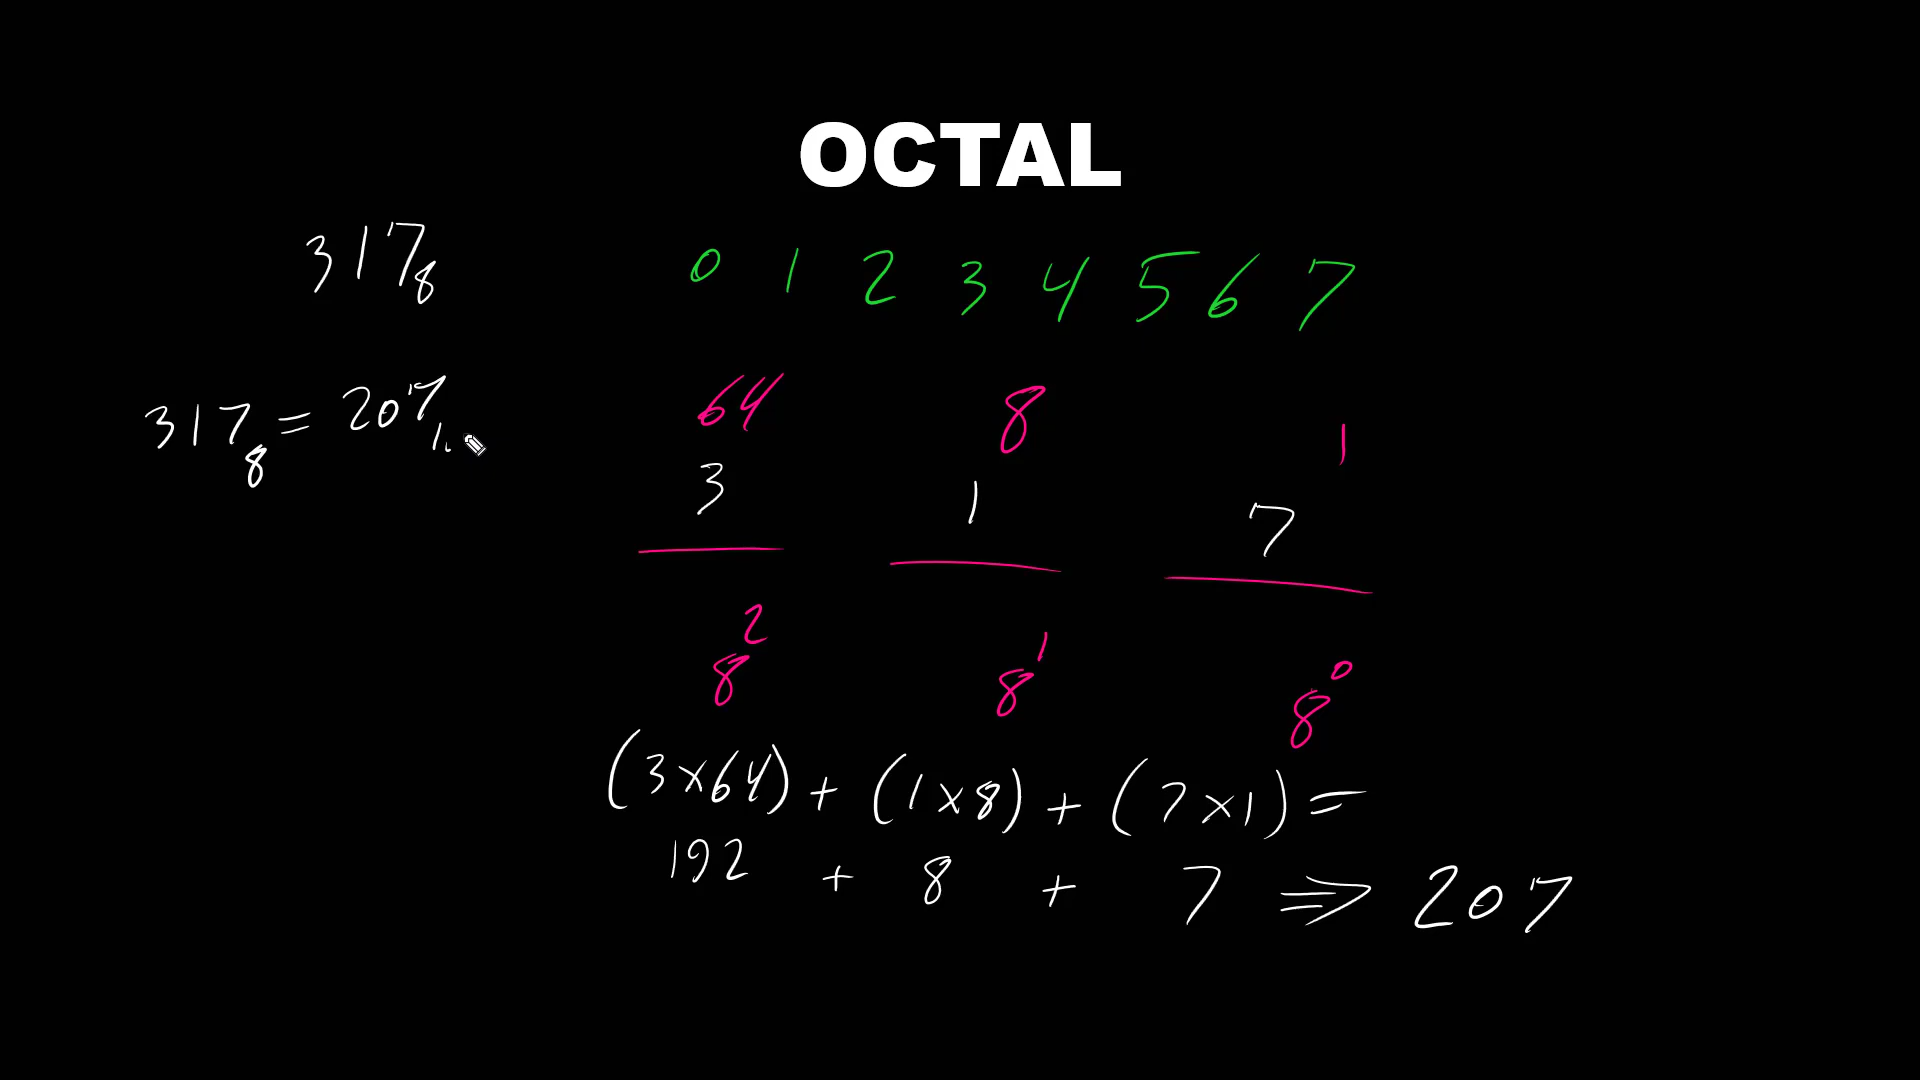 OCTAL
317₈
0 1 2 3 4 5 6 7
317₈ = 207₁
64 8 1
3 1 7
8² 8¹ 8⁰
(3×64) + (1×8) + (7×1) =
192 + 8 + 7 ⇒ 207